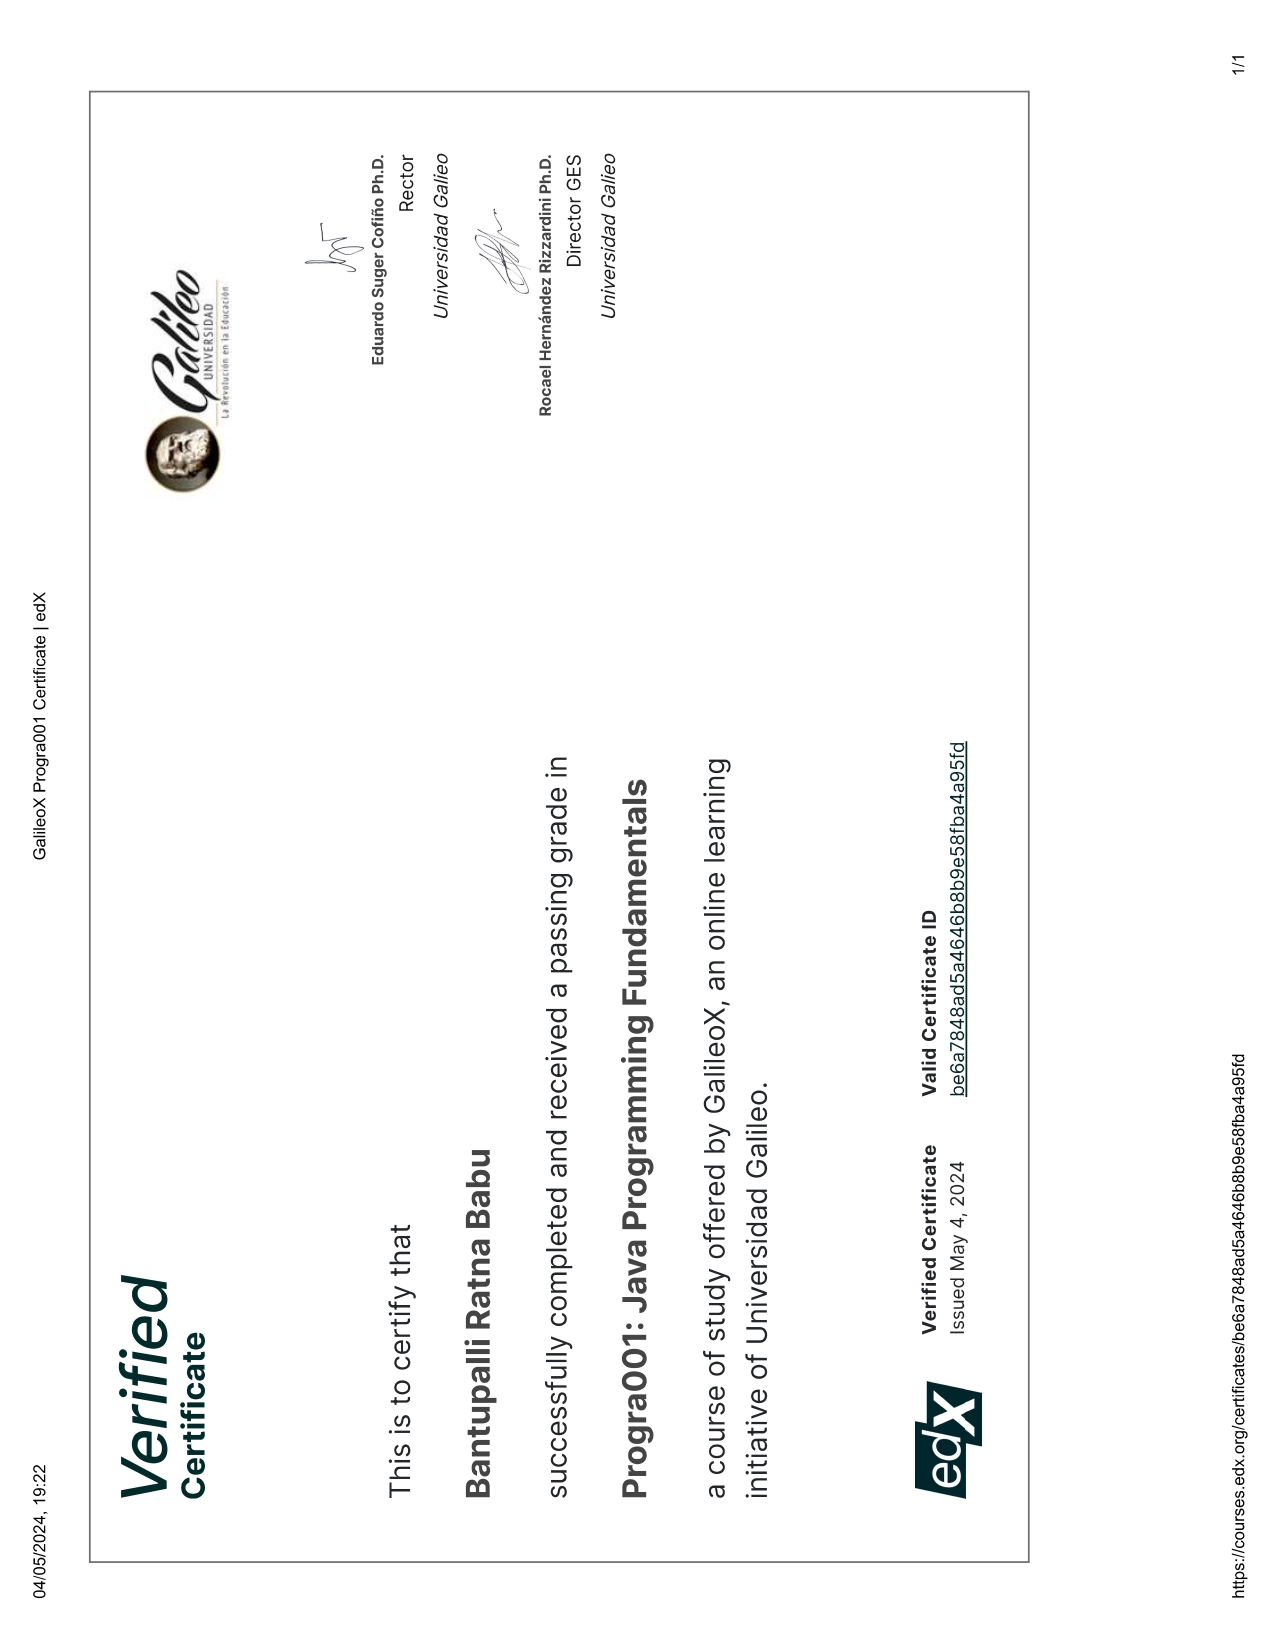 04/05/2024, 19:22
GalileoX Progra001 Certificate | edX
Verified
Certificate
Galileo
UNIVERSIDAD
La Revolución en la Educación
This is to certify that
Bantupalli Ratna Babu
successfully completed and received a passing grade in
Progra001: Java Programming Fundamentals
a course of study offered by GalileoX, an online learning
initiative of Universidad Galileo.
Eduardo Suger Cofiño Ph.D.
Rector
Universidad Galieo
Rocael Hernández Rizzardini Ph.D.
Director GES
Universidad Galieo
edX
Verified Certificate
Issued May 4, 2024
Valid Certificate ID
be6a7848ad5a4646b8b9e58fba4a95fd
https://courses.edx.org/certificates/be6a7848ad5a4646b8b9e58fba4a95fd
1/1